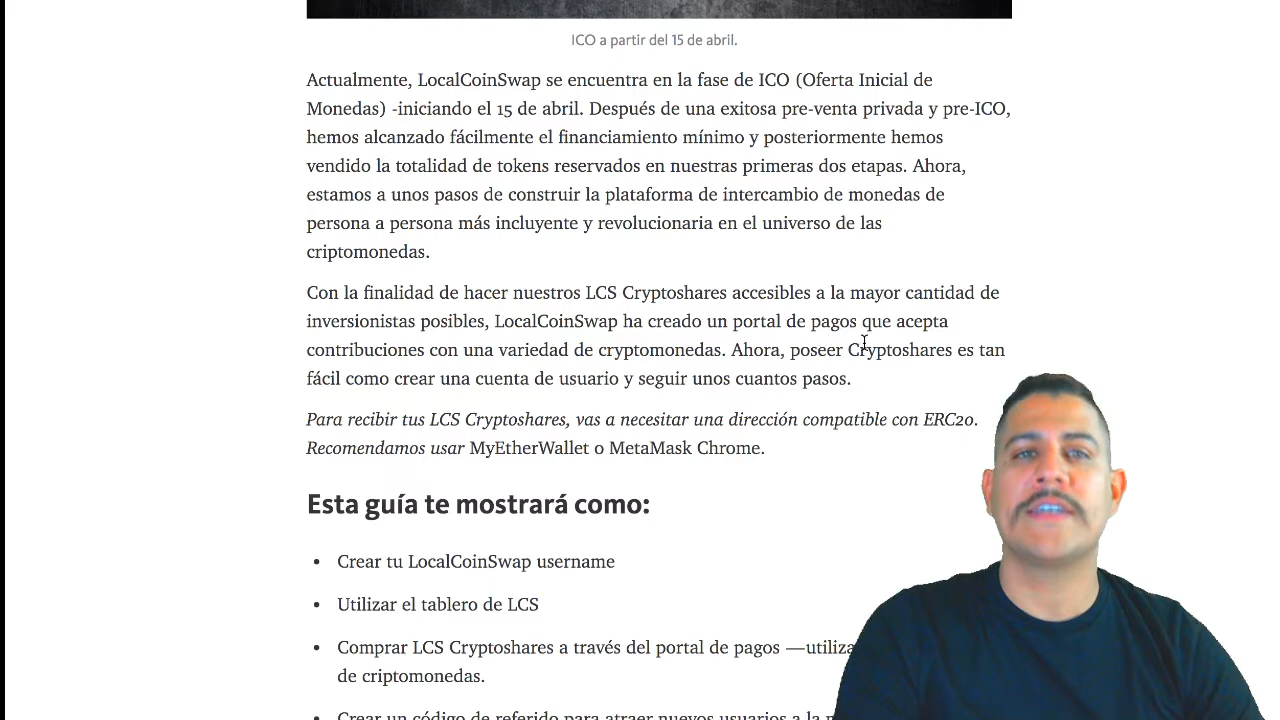 ICO a partir del 15 de abril.
Actualmente, LocalCoinSwap se encuentra en la fase de ICO (Oferta Inicial de
Monedas) -iniciando el 15 de abril. Después de una exitosa pre-venta privada y pre-ICO,
hemos alcanzado fácilmente el financiamiento mínimo y posteriormente hemos
vendido la totalidad de tokens reservados en nuestras primeras dos etapas. Ahora,
estamos a unos pasos de construir la plataforma de intercambio de monedas de
persona a persona más incluyente y revolucionaria en el universo de las
criptomonedas.
Con la finalidad de hacer nuestros LCS Cryptoshares accesibles a la mayor cantidad de
inversionistas posibles, LocalCoinSwap ha creado un portal de pagos que acepta
contribuciones con una variedad de cryptomonedas. Ahora, poseer Cryptoshares es tan
fácil como crear una cuenta de usuario y seguir unos cuantos pasos.
Para recibir tus LCS Cryptoshares, vas a necesitar una dirección compatible con ERC20.
Recomendamos usar MyEtherWallet o MetaMask Chrome.
Esta guía te mostrará como:
• Crear tu LocalCoinSwap username
• Utilizar el tablero de LCS
• Comprar LCS Cryptoshares a través del portal de pagos —utiliza
de criptomonedas.
• Crear un código de referido para atraer nuevos usuarios a la